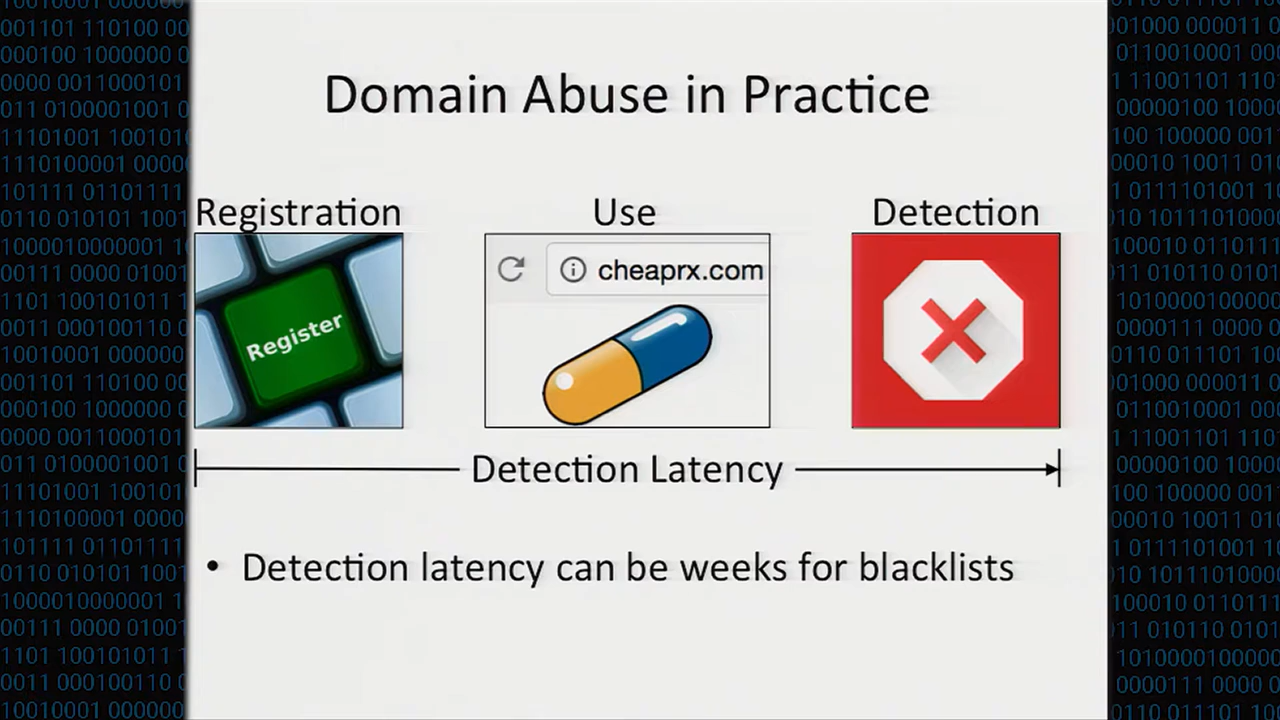 Domain Abuse in Practice
Registration
Use
Detection
Register
cheaprx.com
Detection Latency
• Detection latency can be weeks for blacklists